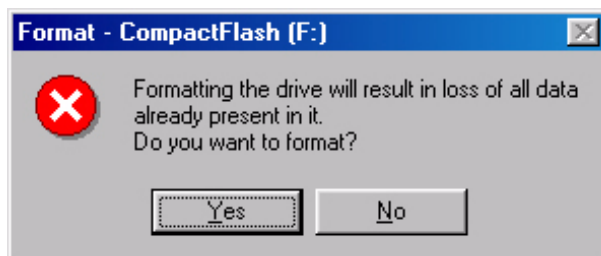 Format - CompactFlash (F:)
Formatting the drive will result in loss of all data
already present in it.
Do you want to format?
Yes No